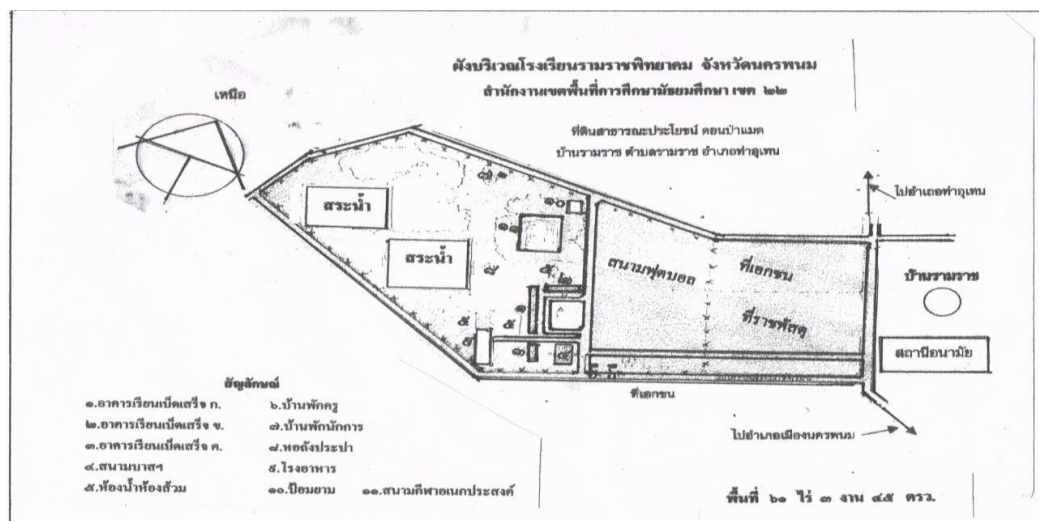 ผังบริเวณโรงเรียนรามราชพิทยาคม จังหวัดนครพนม
สำนักงานเขตพื้นที่การศึกษามัธยมศึกษา เขต ๒๒
ที่ดินสาธารณะประโยชน์ ดอนป่าแมด
บ้านรามราช ตำบลรามราช อำเภอท่าอุเทน
เหนือ
ไปอำเภอท่าอุเทน
สระน้ำ
สระน้ำ
๑๐
๑๑
๗
๒
๑
๓
สนามฟุตบอล
ที่เอกชน
ที่ราชพัสดุ
บ้านรามราช
สถานีอนามัย
ที่เอกชน
ไปอำเภอเมืองนครพนม
สัญลักษณ์
๑.อาคารเรียนเบ็ดเสร็จ ก.
๒.อาคารเรียนเบ็ดเสร็จ ข.
๓.อาคารเรียนเบ็ดเสร็จ ค.
๔.สนามบาสฯ
๕.ห้องน้ำห้องส้วม
๖.บ้านพักครู
๗.บ้านพักนักการ
๘.หอถังประปา
๙.โรงอาหาร
๑๐.ป้อมยาม
๑๑.สนามกีฬาอเนกประสงค์
พื้นที่ ๖๑ ไร่ ๓ งาน ๔๕ ตรว.